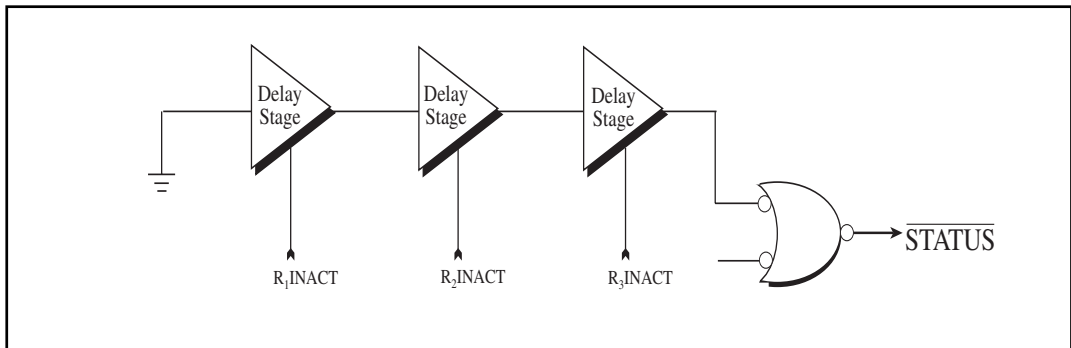 Delay
Stage
Delay
Stage
Delay
Stage
R₁INACT
R₂INACT
R₃INACT
STATUS